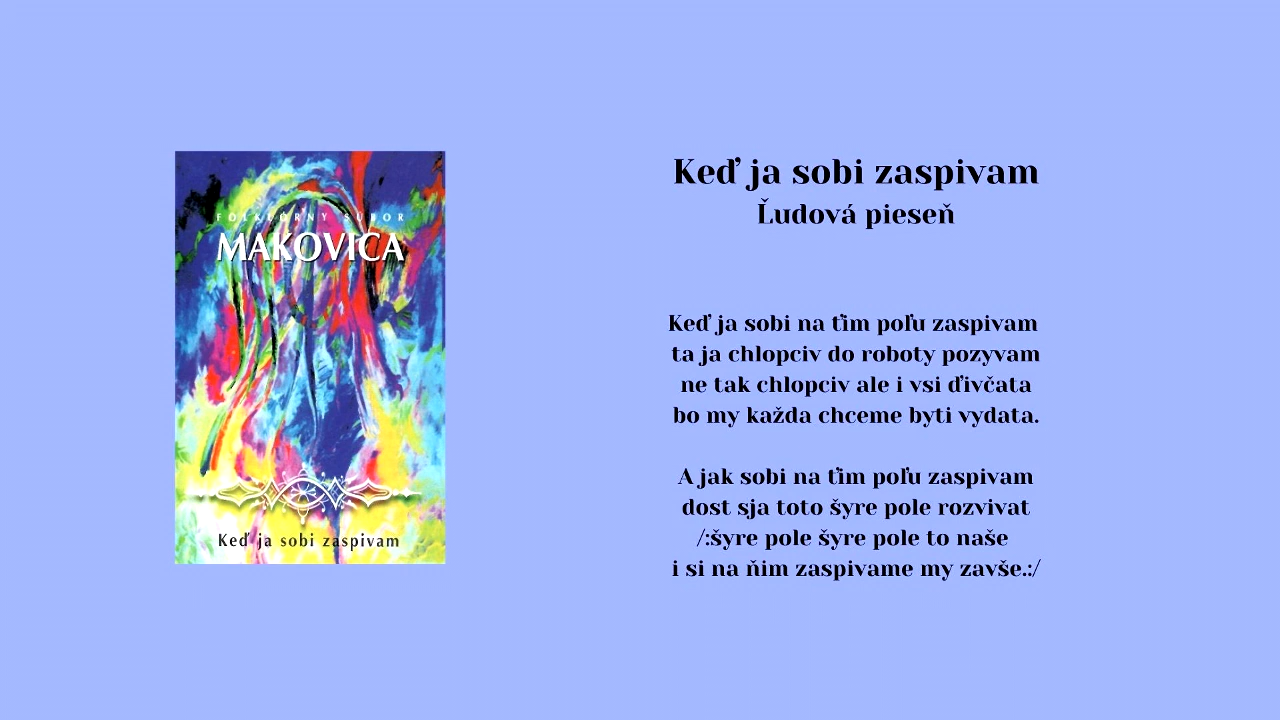 FOLKLÓRNY SÚBOR
MAKOVICA
Keď ja sobi zaspivam
Keď ja sobi zaspivam
Ľudová pieseň
Keď ja sobi na ťim poľu zaspivam
ta ja chlopciv do roboty pozyvam
ne tak chlopciv ale i vsi ďivčata
bo my každa chceme byti vydata.
A jak sobi na ťim poľu zaspivam
dost sja toto šyre pole rozvivat
/:šyre pole šyre pole to naše
i si na ňim zaspivame my zavše.:/